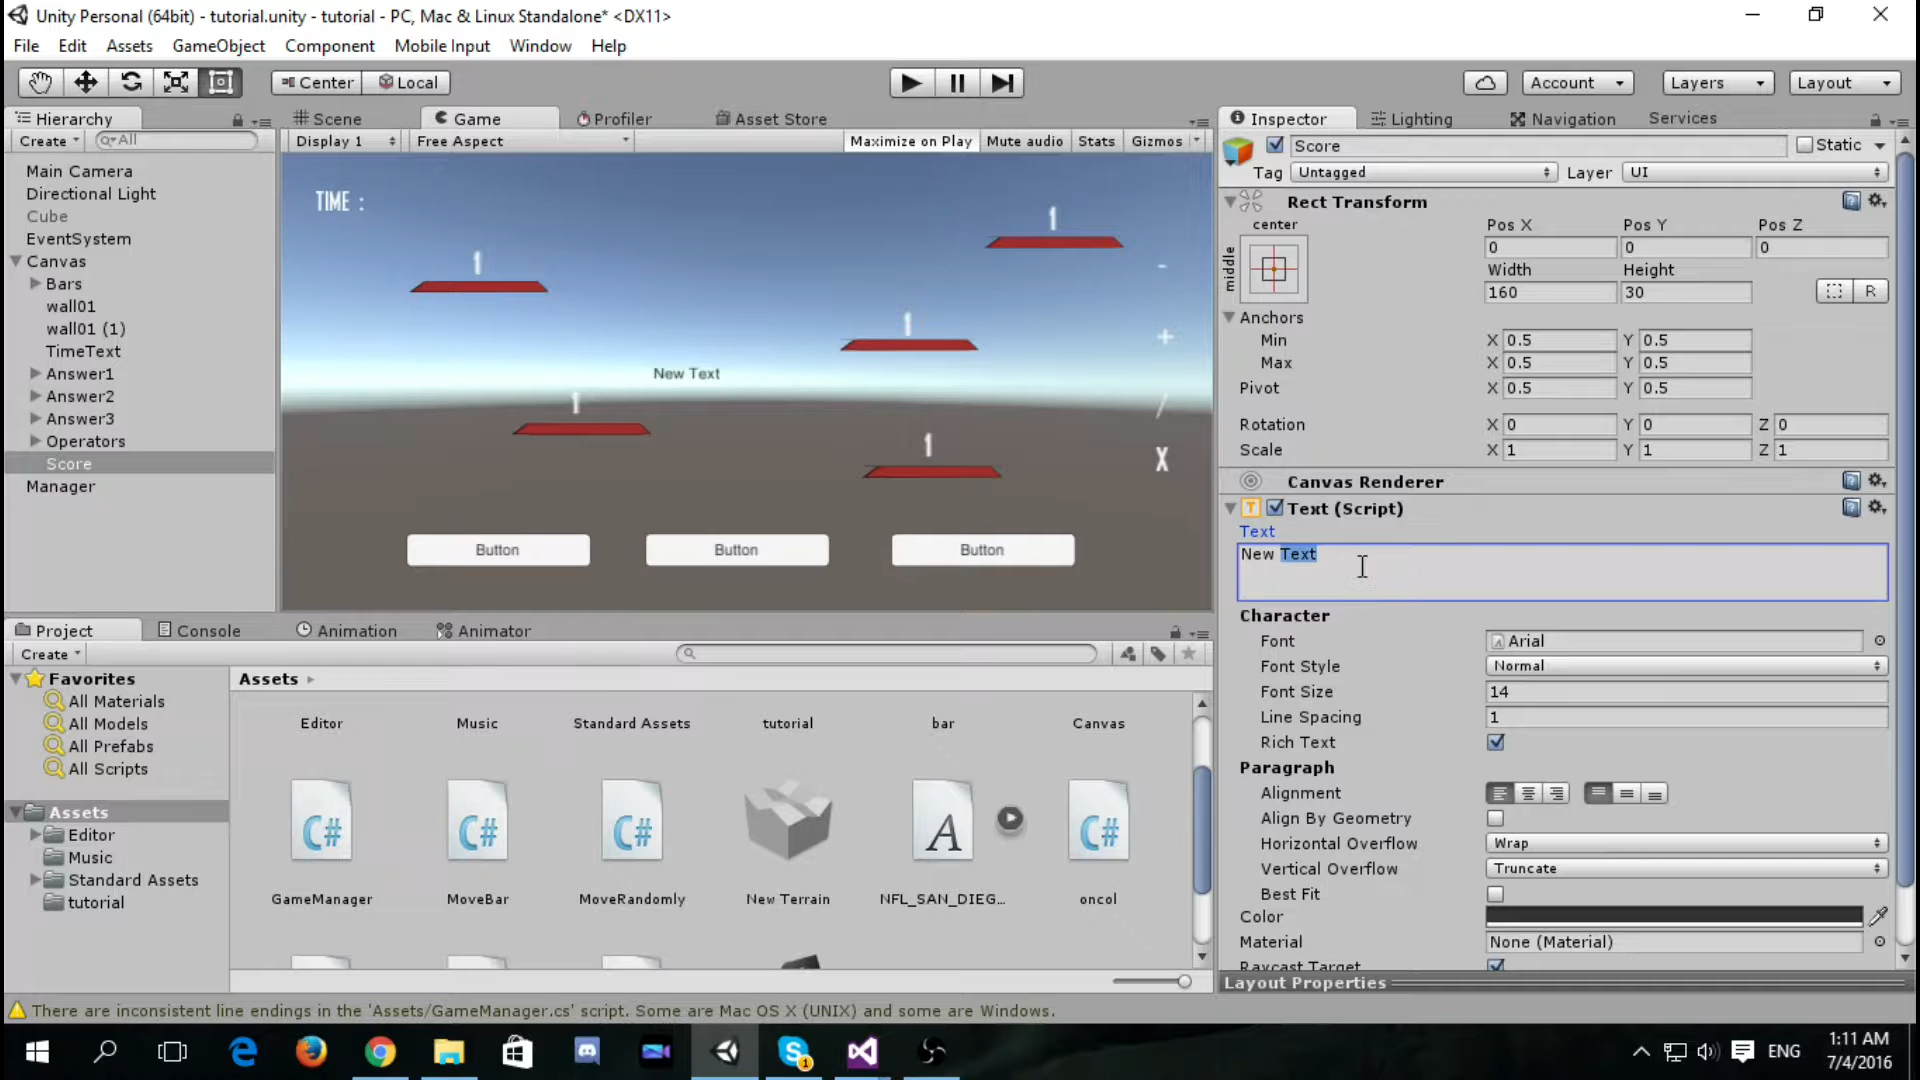 Unity Personal (64bit) - tutorial.unity - tutorial - PC, Mac & Linux Standalone* <DX11>
File Edit Assets GameObject Component Mobile Input Window Help
Center Local Account Layers Layout
Hierarchy
Create All
Main Camera
Directional Light
Cube
EventSystem
Canvas
Bars
wall01
wall01 (1)
TimeText
Answer1
Answer2
Answer3
Operators
Score
Manager
Scene Game Profiler Asset Store
Display 1 Free Aspect Maximize on Play Mute audio Stats Gizmos
TIME :
1
1
-
1
+
New Text
1
/
1
X
Button Button Button
Inspector Lighting Navigation Services
Score Static
Tag Untagged Layer UI
Rect Transform
center Pos X Pos Y Pos Z
middle
0 0 0
Width Height
160 30 R
Anchors
Min X 0.5 Y 0.5
Max X 0.5 Y 0.5
Pivot X 0.5 Y 0.5
Rotation X 0 Y 0 Z 0
Scale X 1 Y 1 Z 1
Canvas Renderer
T Text (Script)
Text
New Text
Character
Font Arial
Font Style Normal
Font Size 14
Line Spacing 1
Rich Text
Paragraph
Alignment
Align By Geometry
Horizontal Overflow Wrap
Vertical Overflow Truncate
Best Fit
Color
Material None (Material)
Raycast Target
Layout Properties
Project Console Animation Animator
Create
Favorites
All Materials
All Models
All Prefabs
All Scripts
Assets
Editor
Music
Standard Assets
tutorial
Assets
Editor Music Standard Assets tutorial bar Canvas
C# C# C# A C#
GameManager MoveBar MoveRandomly New Terrain NFL_SAN_DIEG... oncol
There are inconsistent line endings in the 'Assets/GameManager.cs' script. Some are Mac OS X (UNIX) and some are Windows.
1
ENG
1:11 AM
7/4/2016